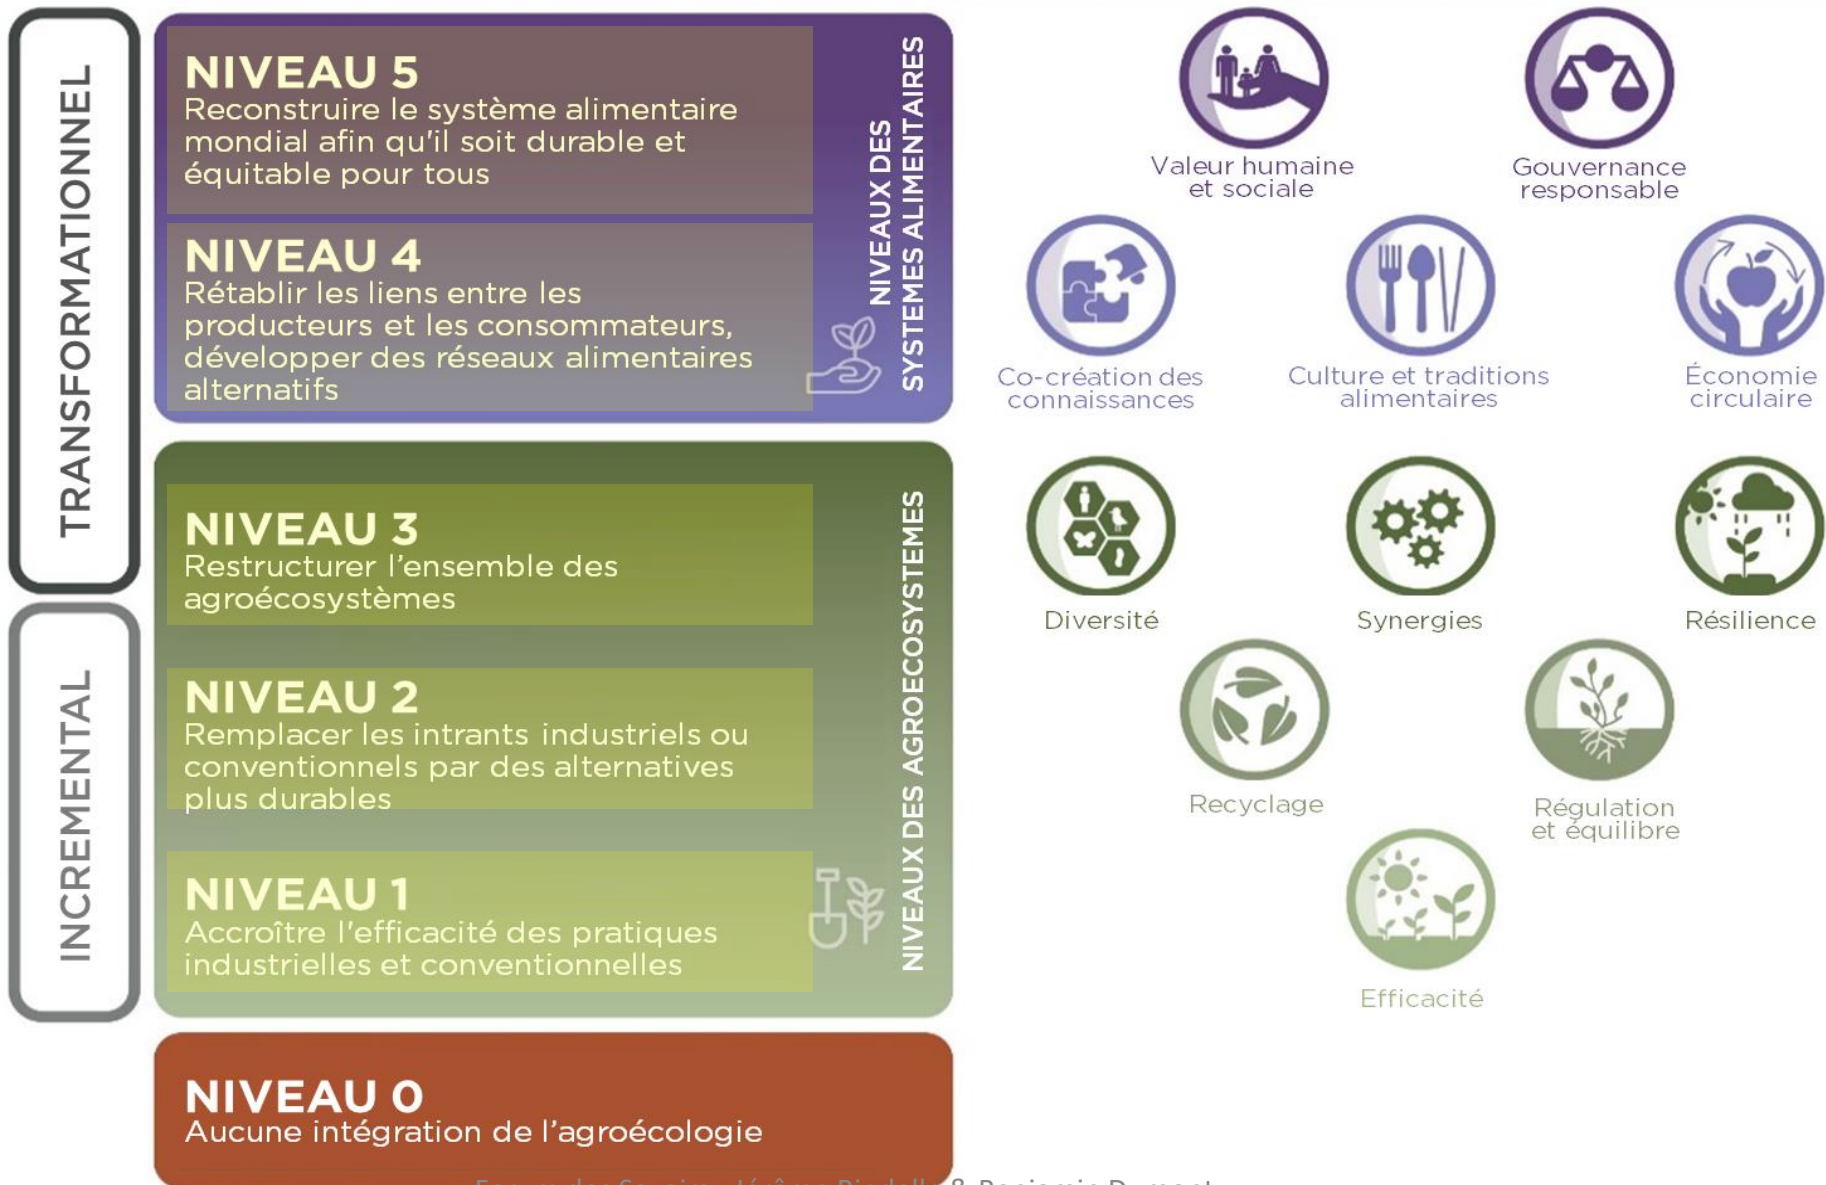 TRANSFORMATIONNEL
NIVEAU 5
Reconstruire le système alimentaire
mondial afin qu'il soit durable et
équitable pour tous
NIVEAU 4
Rétablir les liens entre les
producteurs et les consommateurs,
développer des réseaux alimentaires
alternatifs
NIVEAUX DES
SYSTEMES ALIMENTAIRES
Valeur humaine
et sociale
Gouvernance
responsable
Co-création des
connaissances
Culture et traditions
alimentaires
Économie
circulaire
INCREMENTAL
NIVEAU 3
Restructurer l’ensemble des
agroécosystèmes
NIVEAU 2
Remplacer les intrants industriels ou
conventionnels par des alternatives
plus durables
NIVEAU 1
Accroître l'efficacité des pratiques
industrielles et conventionnelles
NIVEAUX DES AGROECOSYSTEMES
Diversité
Synergies
Résilience
Recyclage
Régulation
et équilibre
Efficacité
NIVEAU 0
Aucune intégration de l’agroécologie
& Benjamin Dumont